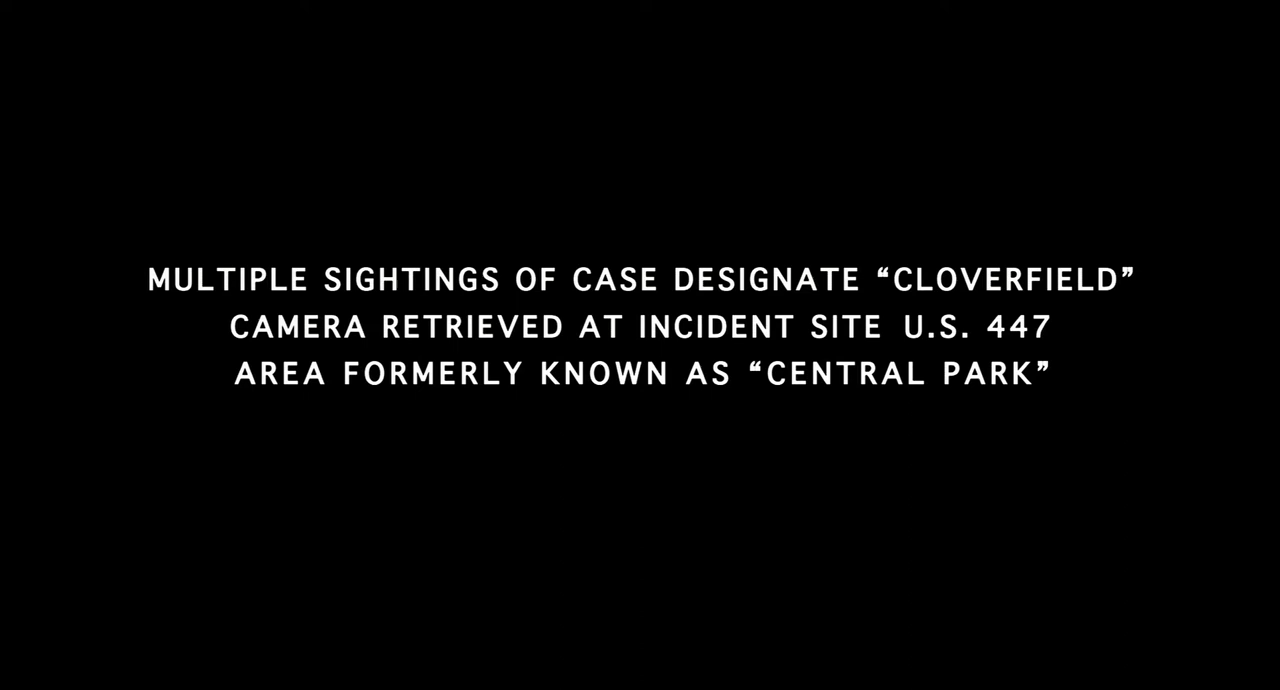 MULTIPLE SIGHTINGS OF CASE DESIGNATE “CLOVERFIELD”
CAMERA RETRIEVED AT INCIDENT SITE U.S. 447
AREA FORMERLY KNOWN AS “CENTRAL PARK”